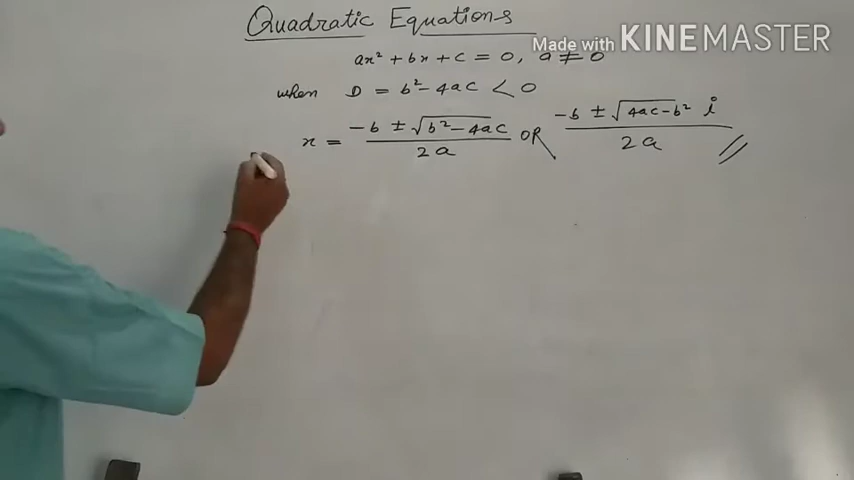 Quadratic Equations
Made with KINEMASTER
ax² + bx + c = 0, a ≠ 0
when D = b² - 4ac < 0
x = -b ± √(b² - 4ac) / 2a OR -b ± √(4ac - b²) i / 2a